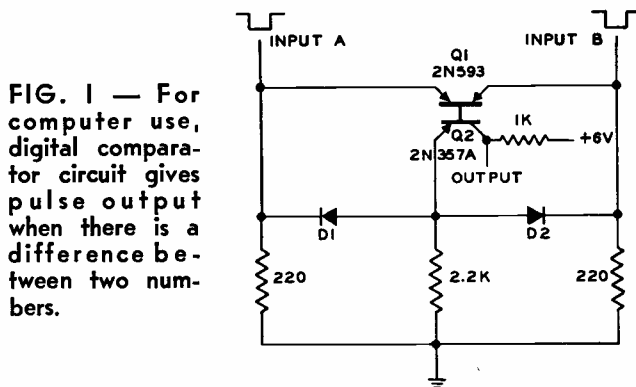 FIG. 1 — For
computer use,
digital compara-
tor circuit gives
pulse output
when there is a
difference be-
tween two num-
bers.
INPUT A
INPUT B
Q1
2N593
1K
+6V
Q2
2N357A
OUTPUT
D1
D2
220
2.2K
220